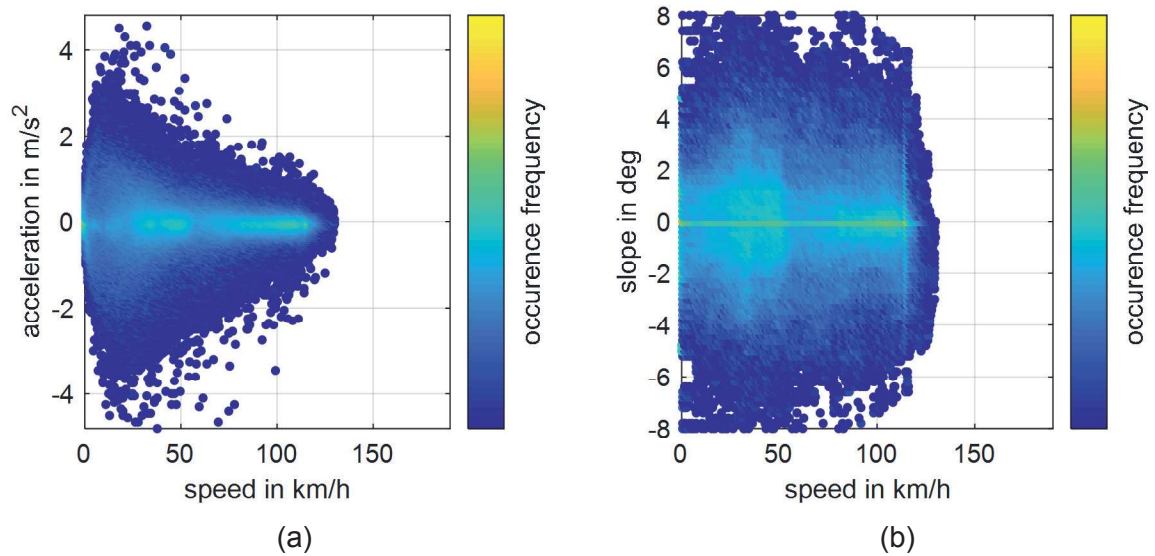 4
2
0
-2
-4
0
50
100
150
acceleration in m/s2
speed in km/h
occurence frequency
(a)
8
6
4
2
0
-2
-4
-6
-8
0
50
100
150
slope in deg
speed in km/h
occurence frequency
(b)